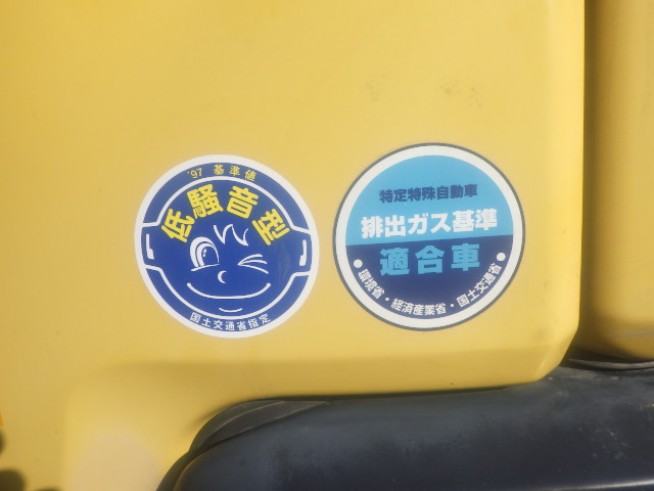 '97 基準値
低騒音型
国土交通省指定
特定特殊自動車
排出ガス基準
適合車
●環境省・経済産業省・国土交通省●